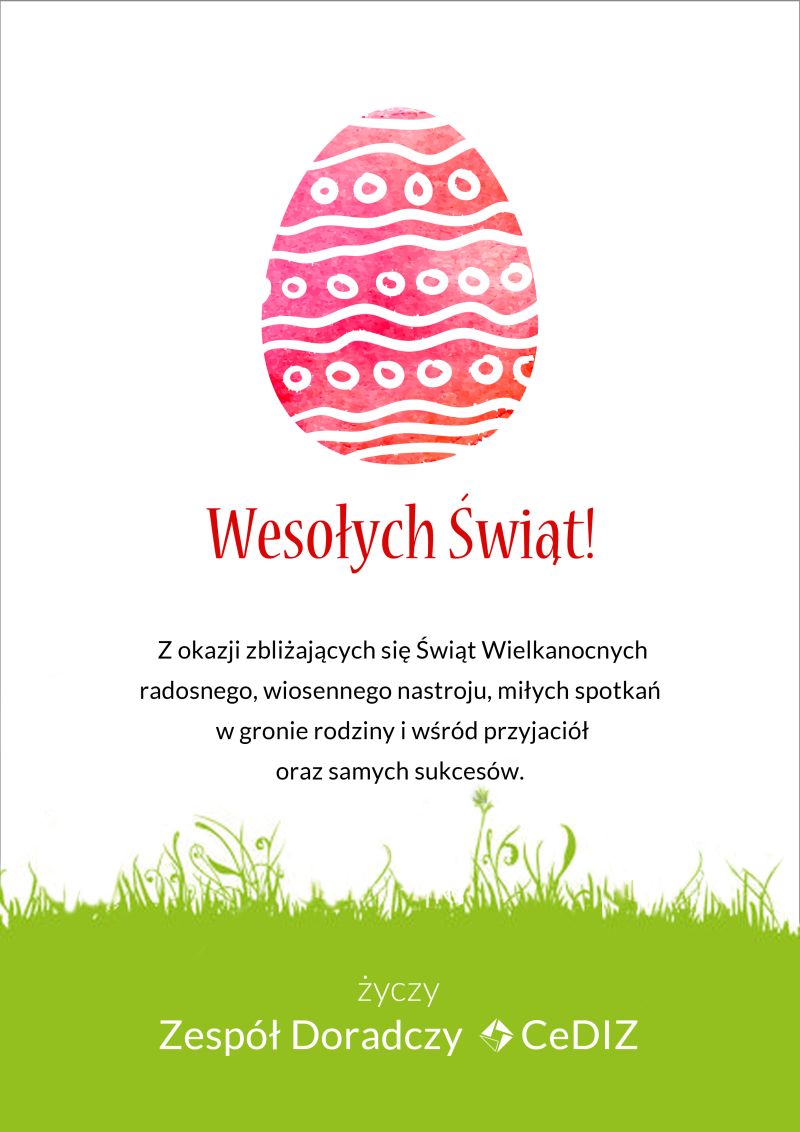 Wesołych Świąt!
Z okazji zbliżających się Świąt Wielkanocnych
radosnego, wiosennego nastroju, miłych spotkań
w gronie rodziny i wśród przyjaciół
oraz samych sukcesów.
życzy
Zespół Doradczy CeDIZ